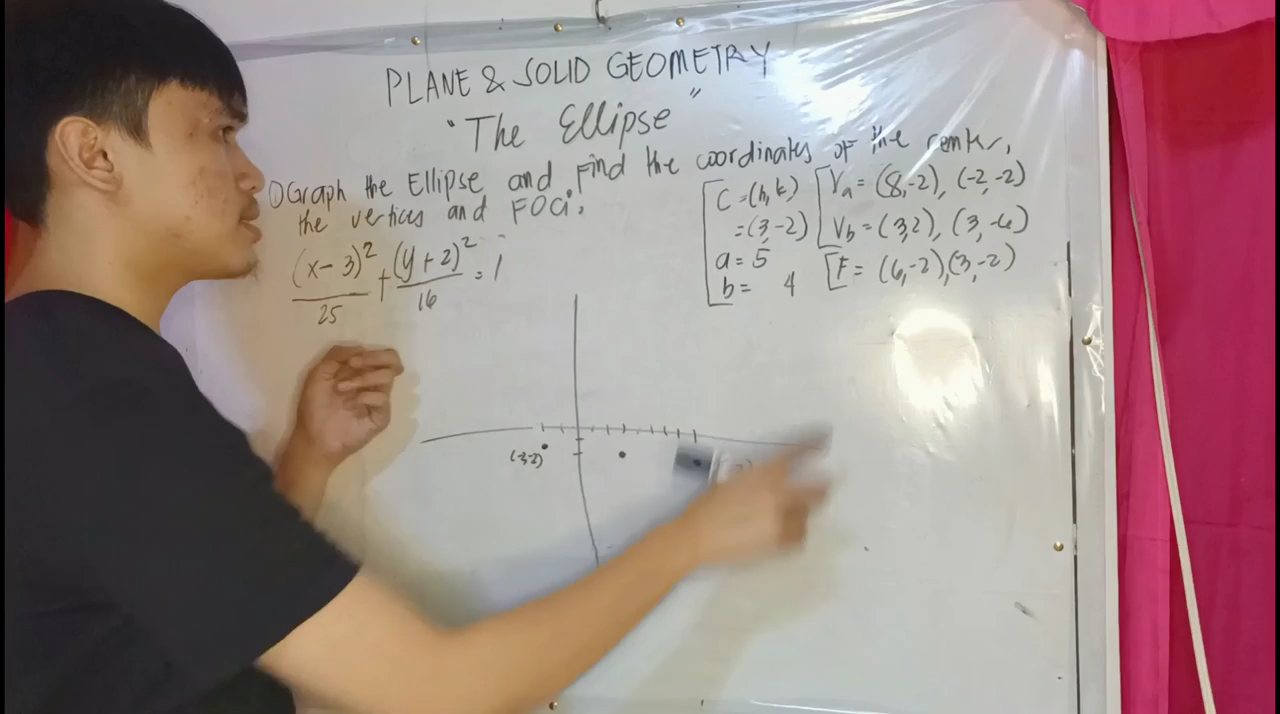 PLANE & SOLID GEOMETRY
"The Ellipse"
1) Graph the Ellipse and Find the coordinates of the center,
the vertices and FOCi.
(x-3)²/25 + (y+2)²/16 = 1
C = (h, k)
= (3, -2)
a = 5
b = 4
Va = (8, -2), (-2, -2)
Vb = (3, 2), (3, -6)
F = (6, -2), (3, -2)